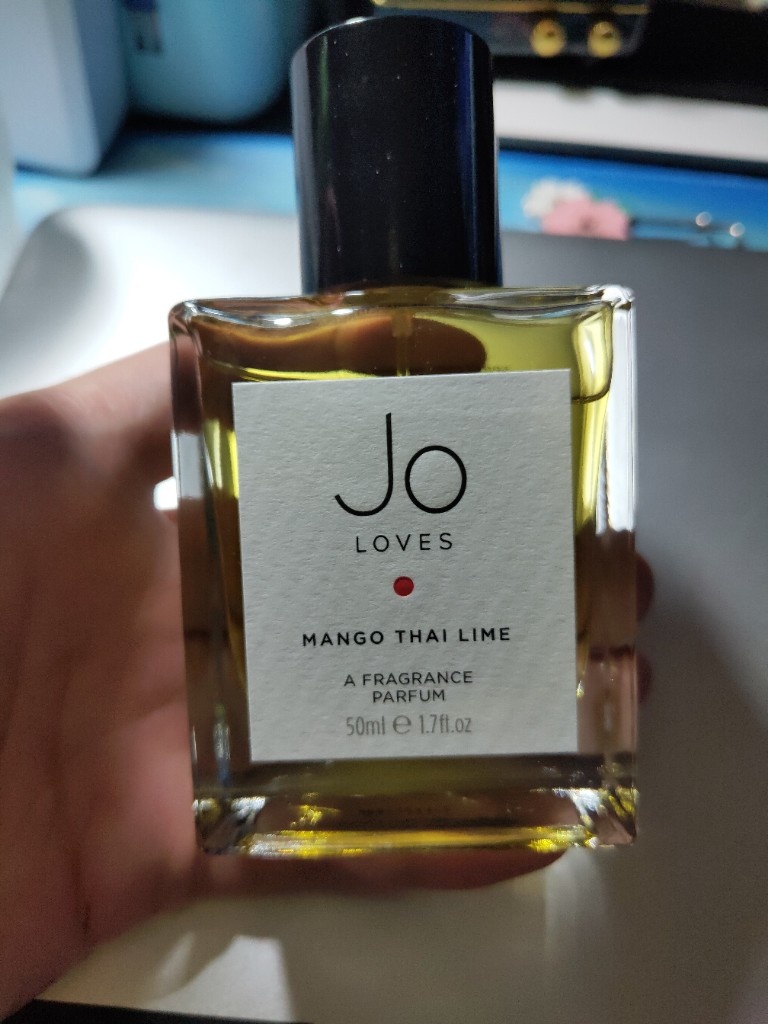 Jo
LOVES
MANGO THAI LIME
A FRAGRANCE
PARFUM
50ml ℮ 1.7fl.oz